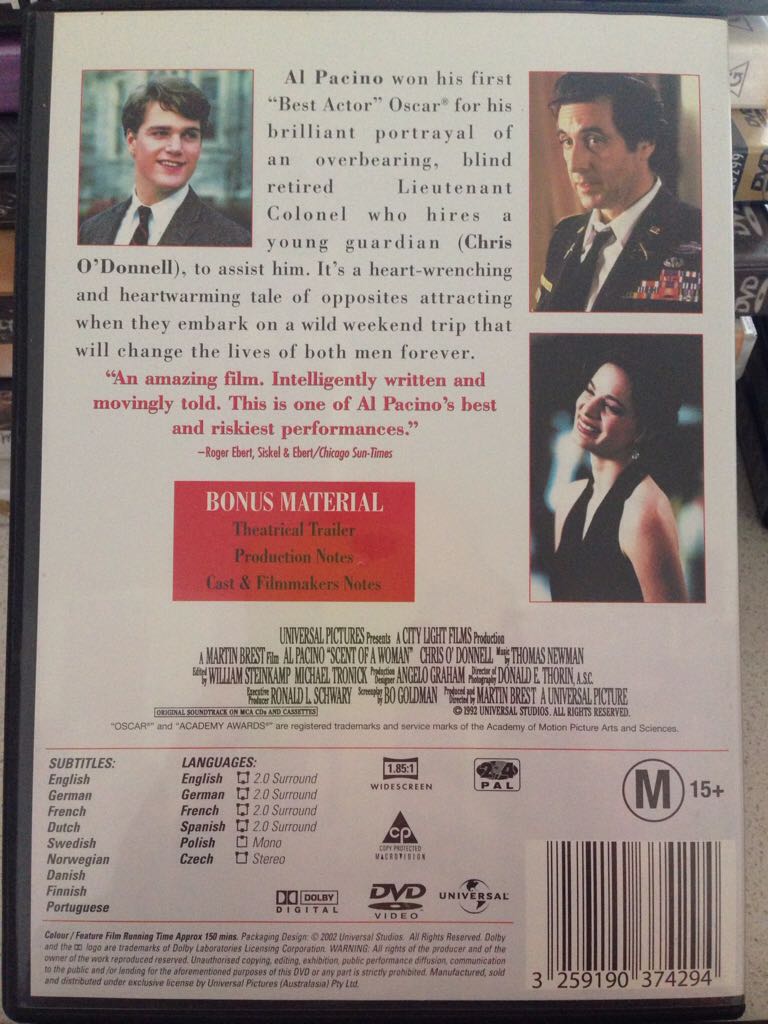 Al Pacino won his first
"Best Actor" Oscar® for his
brilliant portrayal of
an overbearing, blind
retired Lieutenant
Colonel who hires a
young guardian (Chris
O'Donnell), to assist him. It's a heart-wrenching
and heartwarming tale of opposites attracting
when they embark on a wild weekend trip that
will change the lives of both men forever.
"An amazing film. Intelligently written and
movingly told. This is one of Al Pacino's best
and riskiest performances."
–Roger Ebert, Siskel & Ebert/Chicago Sun-Times
BONUS MATERIAL
Theatrical Trailer
Production Notes
Cast & Filmmakers Notes
UNIVERSAL PICTURES Presents A CITY LIGHT FILMS Production
A MARTIN BREST Film AL PACINO "SCENT OF A WOMAN" CHRIS O'DONNELL Music by THOMAS NEWMAN
Edited by WILLIAM STEINKAMP MICHAEL TRONICK Production Designer ANGELO GRAHAM Director of Photography DONALD E. THORIN, A.S.C.
Executive Producer RONALD L. SCHWARY Screenplay by BO GOLDMAN Produced and Directed by MARTIN BREST A UNIVERSAL PICTURE
ORIGINAL SOUNDTRACK ON MCA CDs AND CASSETTES
© 1992 UNIVERSAL STUDIOS. ALL RIGHTS RESERVED.
"OSCAR®" and "ACADEMY AWARDS®" are registered trademarks and service marks of the Academy of Motion Picture Arts and Sciences.
SUBTITLES:
English
German
French
Dutch
Swedish
Norwegian
Danish
Finnish
Portuguese
LANGUAGES:
English 2.0 Surround
German 2.0 Surround
French 2.0 Surround
Spanish 2.0 Surround
Polish Mono
Czech Stereo
1.85:1
WIDESCREEN
2 4
PAL
CP
COPY PROTECTED
MACROVISION
DOLBY
DIGITAL
DVD
VIDEO
UNIVERSAL
M 15+
Colour / Feature Film Running Time Approx 150 mins. Packaging Design: © 2002 Universal Studios. All Rights Reserved. Dolby
and the DD logo are trademarks of Dolby Laboratories Licensing Corporation. WARNING: All rights of the producer and of the
owner of the work reproduced reserved. Unauthorised copying, editing, exhibition, public performance diffusion, communication
to the public and /or lending for the aforementioned purposes of this DVD or any part is strictly prohibited. Manufactured, sold
and distributed under exclusive license by Universal Pictures (Australasia) Pty Ltd.
3 259190 374294
G
DVD
DVD
DVD